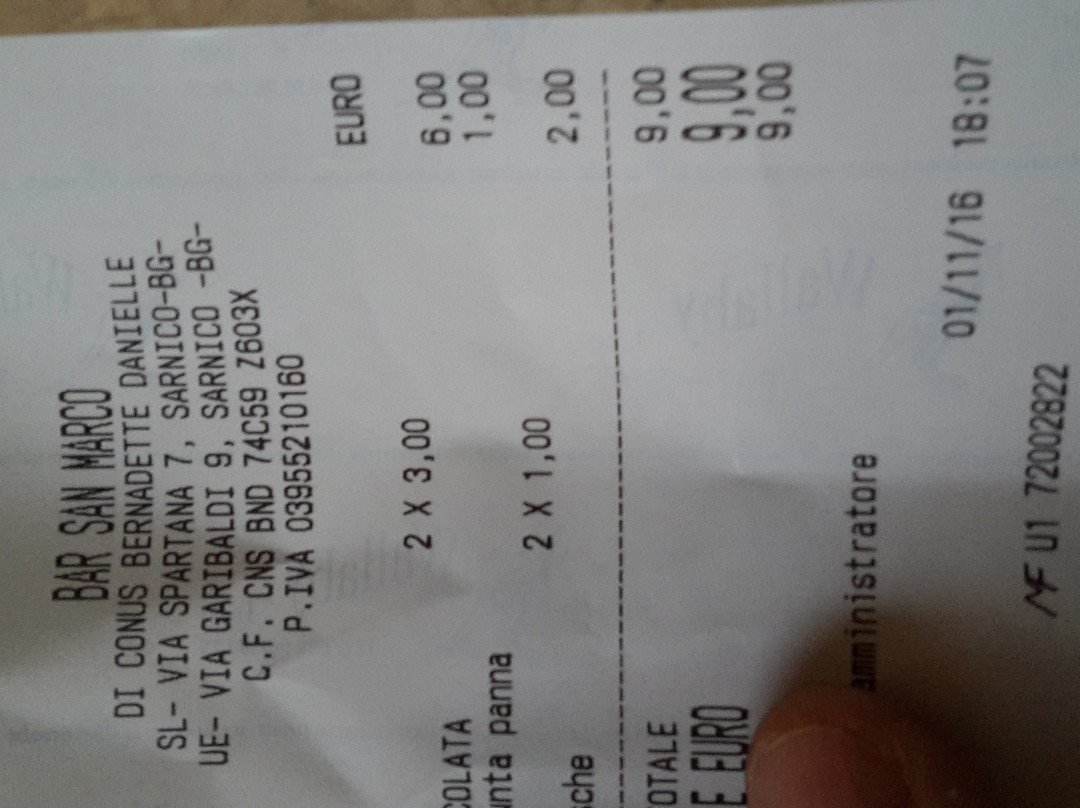 BAR SAN MARCO
DI CONUS BERNADETTE DANIELLE
SL- VIA SPARTANA 7, SARNICO-BG-
UE- VIA GARIBALDI 9, SARNICO -BG-
C.F. CNS BND 74C59 Z603X
P.IVA 03955210160
EURO
2 X 3,00
COLATA 6,00
unta panna 1,00
2 X 1,00
sche 2,00
OTALE 9,00
E EURO 9,00
9,00
amministratore
01/11/16 18:07
MF U1 72002822
Wallaby